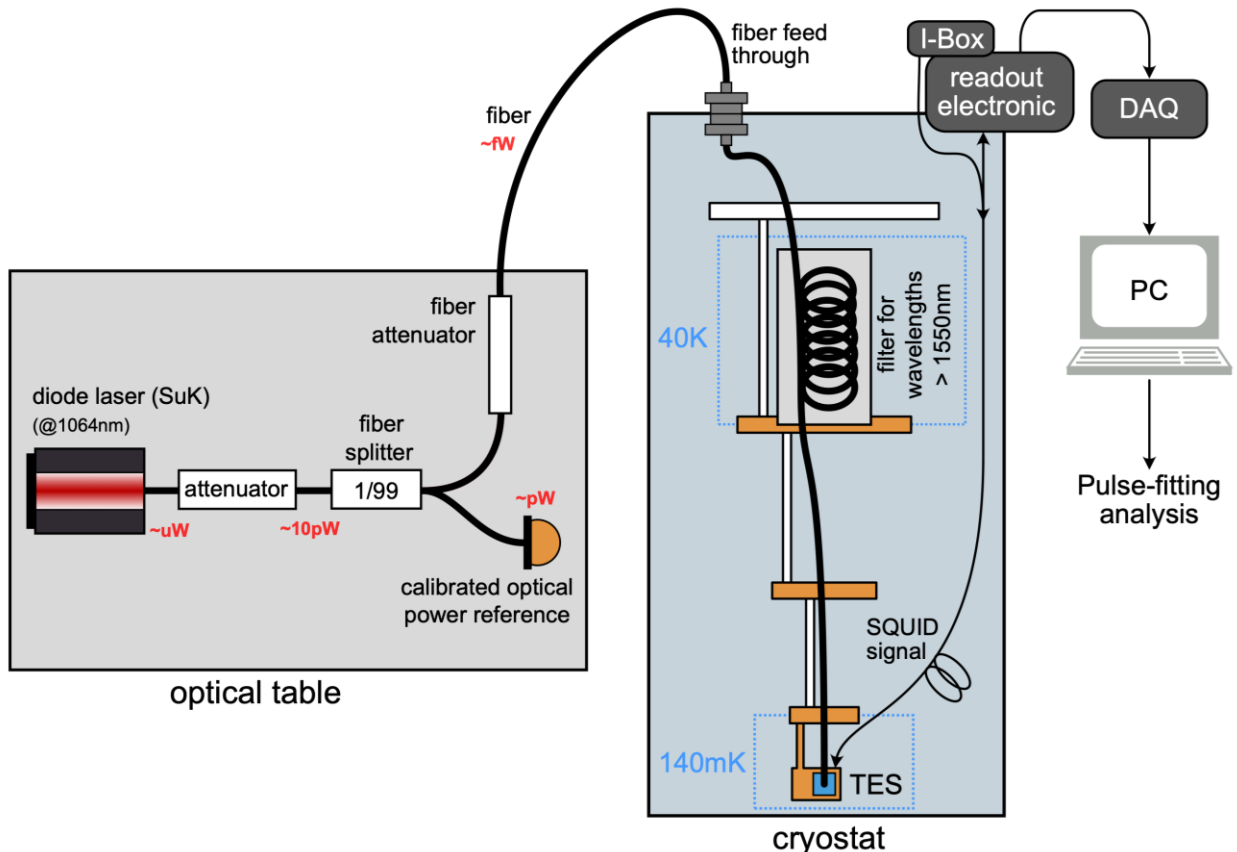 fiber feed
through
I-Box
readout
electronic
DAQ
fiber
~fW
PC
fiber
attenuator
40K
filter for
wavelengths
> 1550nm
diode laser (SuK)
(@1064nm)
fiber
splitter
attenuator
1/99
~pW
~uW
~10pW
calibrated optical
power reference
Pulse-fitting
analysis
SQUID
signal
optical table
140mK
TES
cryostat